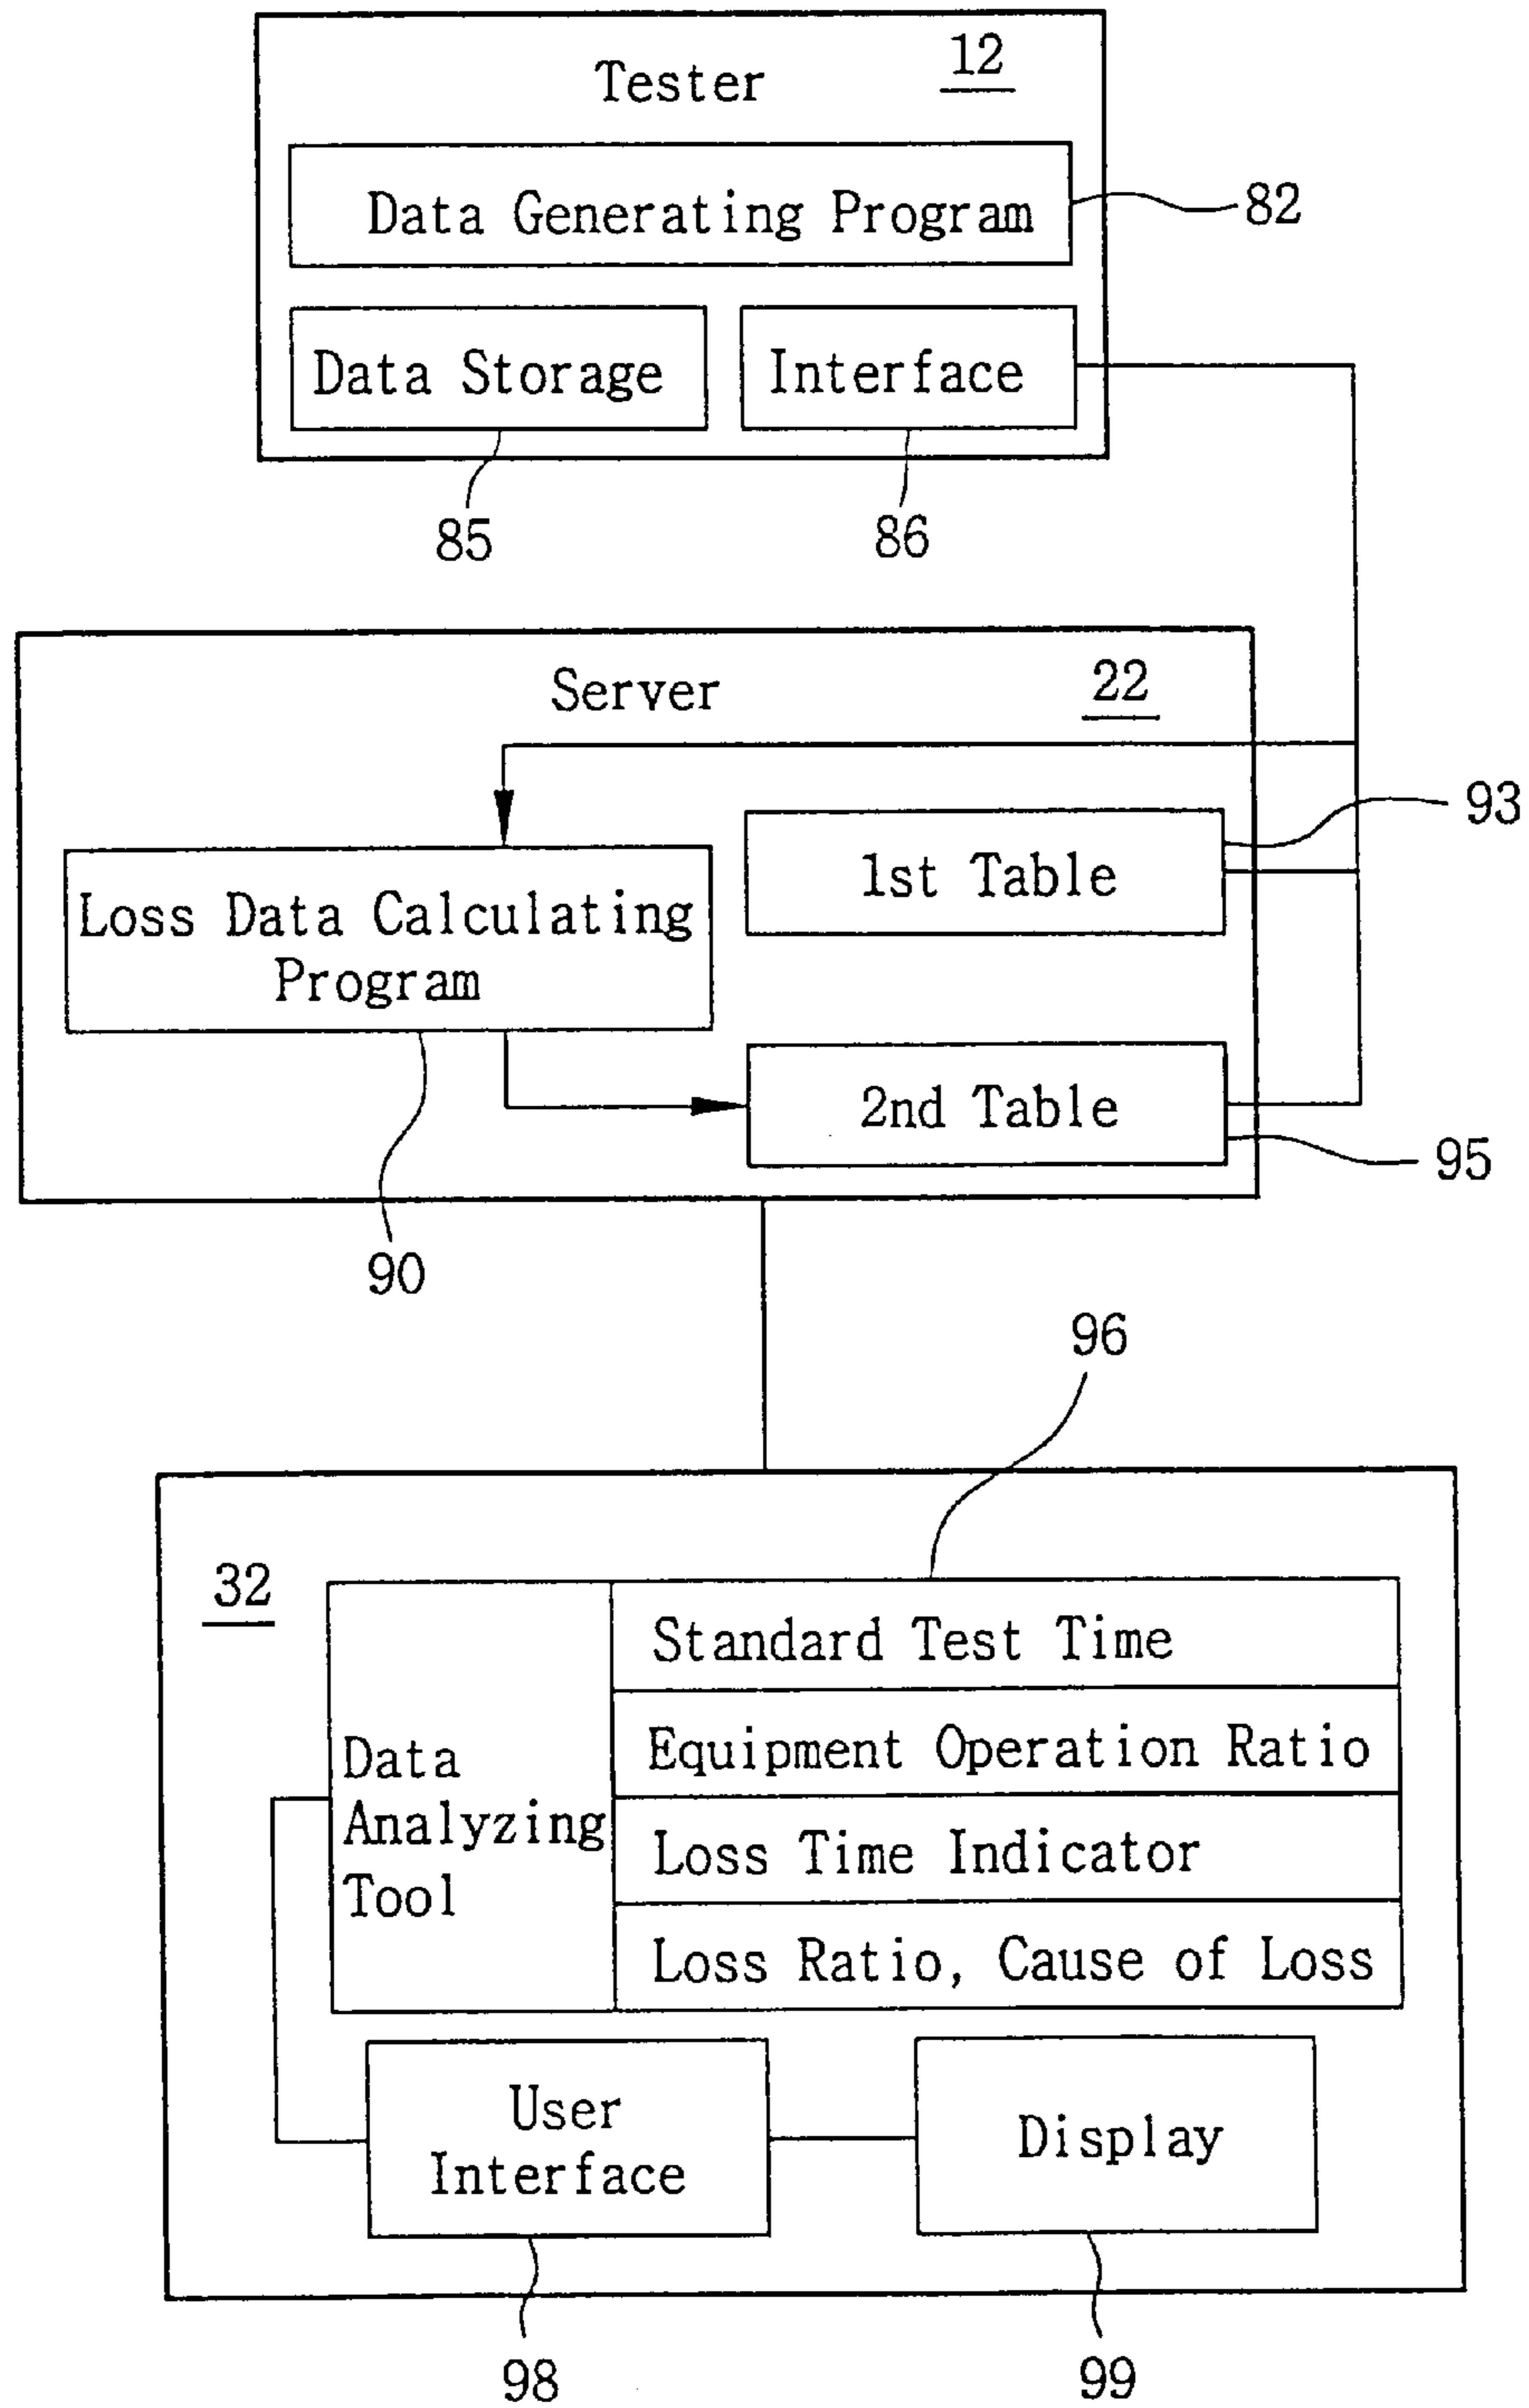 Tester
12
Data Generating Program
82
Data Storage
Interface
85
86
Server
22
93
1st Table
Loss Data Calculating
Program
2nd Table
95
90
96
32
Standard Test Time
Equipment Operation Ratio
Data
Analyzing
Tool
Loss Time Indicator
Loss Ratio, Cause of Loss
User
Interface
Display
98
99